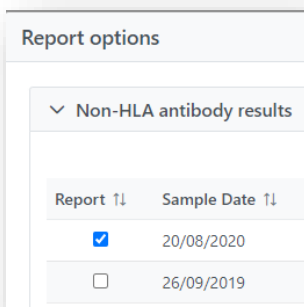 Report options
Non-HLA antibody results
Report Sample Date
20/08/2020
26/09/2019